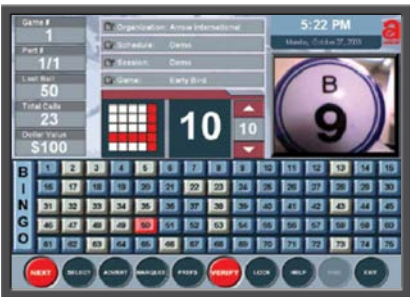 Game #
1
Part #
1/1
Last Ball
50
Total Calls
23
Dollar Value
$100
Organization: Arrow International
Schedule: Demo
Session: Demo
Game: Early Bird
10
10
5:22 PM
Monday, October 27, 2003
B
9
B I N G O
1 2 3 4 5 6 7 8 9 10 11 12 13 14 15
16 17 18 19 20 21 22 23 24 25 26 27 28 29 30
31 32 33 34 35 36 37 38 39 40 41 42 43 44 45
46 47 48 49 50 51 52 53 54 55 56 57 58 59 60
61 62 63 64 65 66 67 68 69 70 71 72 73 74 75
NEXT SELECT ADVERT MARQUEE PREFS VERIFY LOCK HELP EXIT